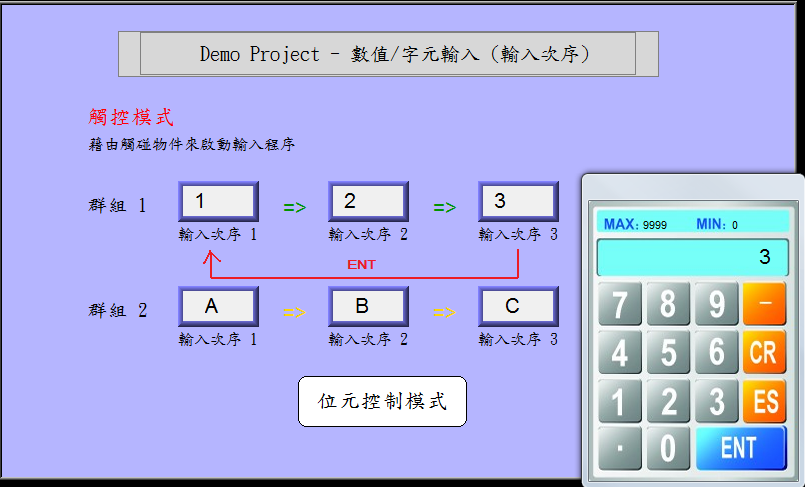 Demo Project - 數值/字元輸入 (輸入次序)
觸控模式
藉由觸碰物件來啟動輸入程序
群組 1 1 => 2 => 3
輸入次序 1 輸入次序 2 輸入次序 3
ENT
群組 2 A => B => C
輸入次序 1 輸入次序 2 輸入次序 3
位元控制模式
MAX: 9999 MIN: 0
3
7 8 9 −
4 5 6 CR
1 2 3 ES
. 0 ENT